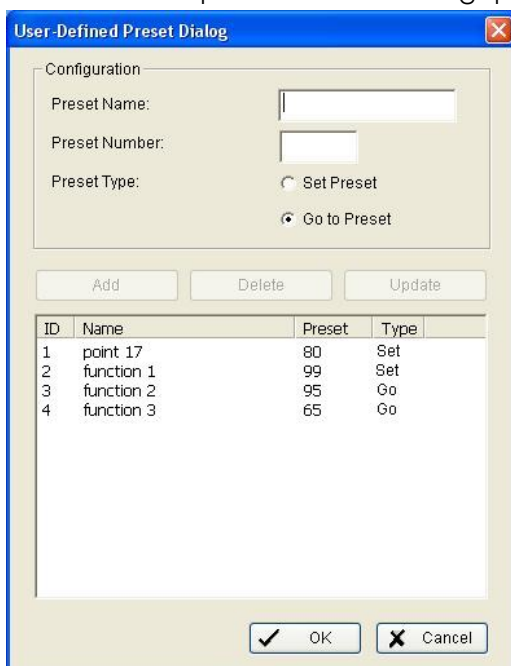 User-Defined Preset Dialog
Configuration
Preset Name:
Preset Number:
Preset Type:
Set Preset
Go to Preset
Add Delete Update
ID Name Preset Type
1 point 17 80 Set
2 function 1 99 Set
3 function 2 95 Go
4 function 3 65 Go
OK Cancel